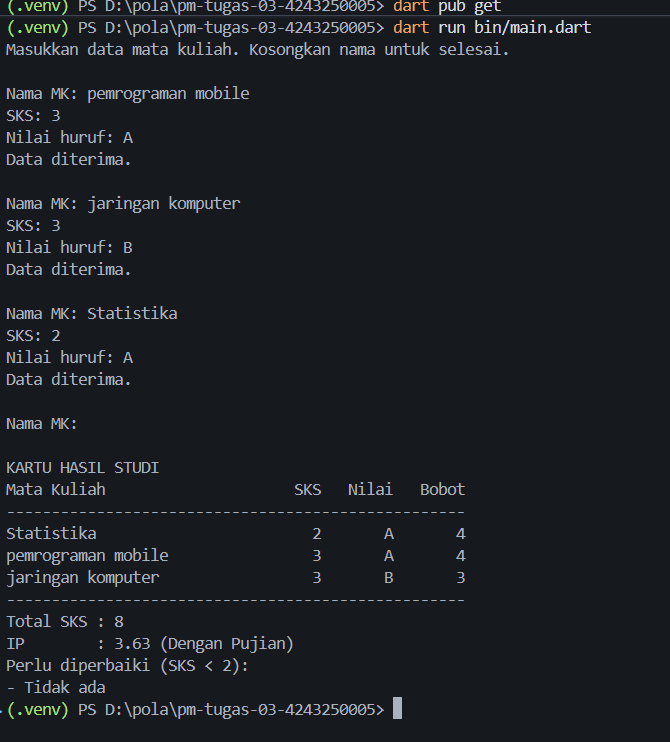 (.venv) PS D:\pola\pm-tugas-03-4243250005> dart pub get
(.venv) PS D:\pola\pm-tugas-03-4243250005> dart run bin/main.dart
Masukkan data mata kuliah. Kosongkan nama untuk selesai.
Nama MK: pemrograman mobile
SKS: 3
Nilai huruf: A
Data diterima.
Nama MK: jaringan komputer
SKS: 3
Nilai huruf: B
Data diterima.
Nama MK: Statistika
SKS: 2
Nilai huruf: A
Data diterima.
Nama MK:
KARTU HASIL STUDI
Mata Kuliah                     SKS   Nilai   Bobot
---------------------------------------------------
Statistika                        2       A       4
pemrograman mobile                3       A       4
jaringan komputer                 3       B       3
---------------------------------------------------
Total SKS : 8
IP        : 3.63 (Dengan Pujian)
Perlu diperbaiki (SKS < 2):
- Tidak ada
(.venv) PS D:\pola\pm-tugas-03-4243250005>